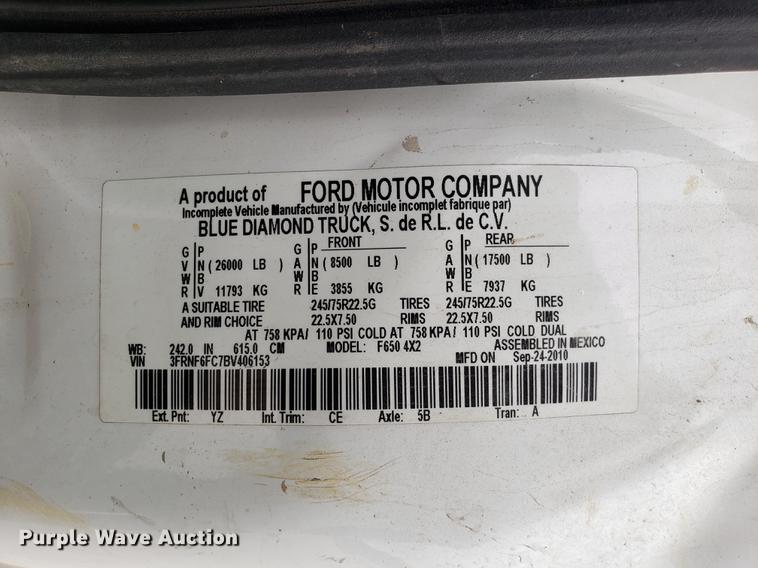 A product of FORD MOTOR COMPANY
Incomplete Vehicle Manufactured by (Vehicule incomplet fabrique par)
BLUE DIAMOND TRUCK, S. de R.L. de C.V.
G P G P FRONT G P REAR
V N ( 26000 LB ) A N ( 8500 LB ) A N ( 17500 LB )
W B W B W B
R V 11793 KG R E 3855 KG R E 7937 KG
A SUITABLE TIRE 245/75R22.5G TIRES 245/75R22.5G TIRES
AND RIM CHOICE 22.5X7.50 RIMS 22.5X7.50 RIMS
AT 758 KPA/ 110 PSI COLD AT 758 KPA/ 110 PSI COLD DUAL
WB: 242.0 IN 615.0 CM MODEL: F650 4X2 ASSEMBLED IN MEXICO
VIN 3FRNF6FC7BV406153 MFD ON Sep-24-2010
Ext. Pnt: YZ Int. Trim: CE Axle: 5B Tran: A
Purple Wave Auction